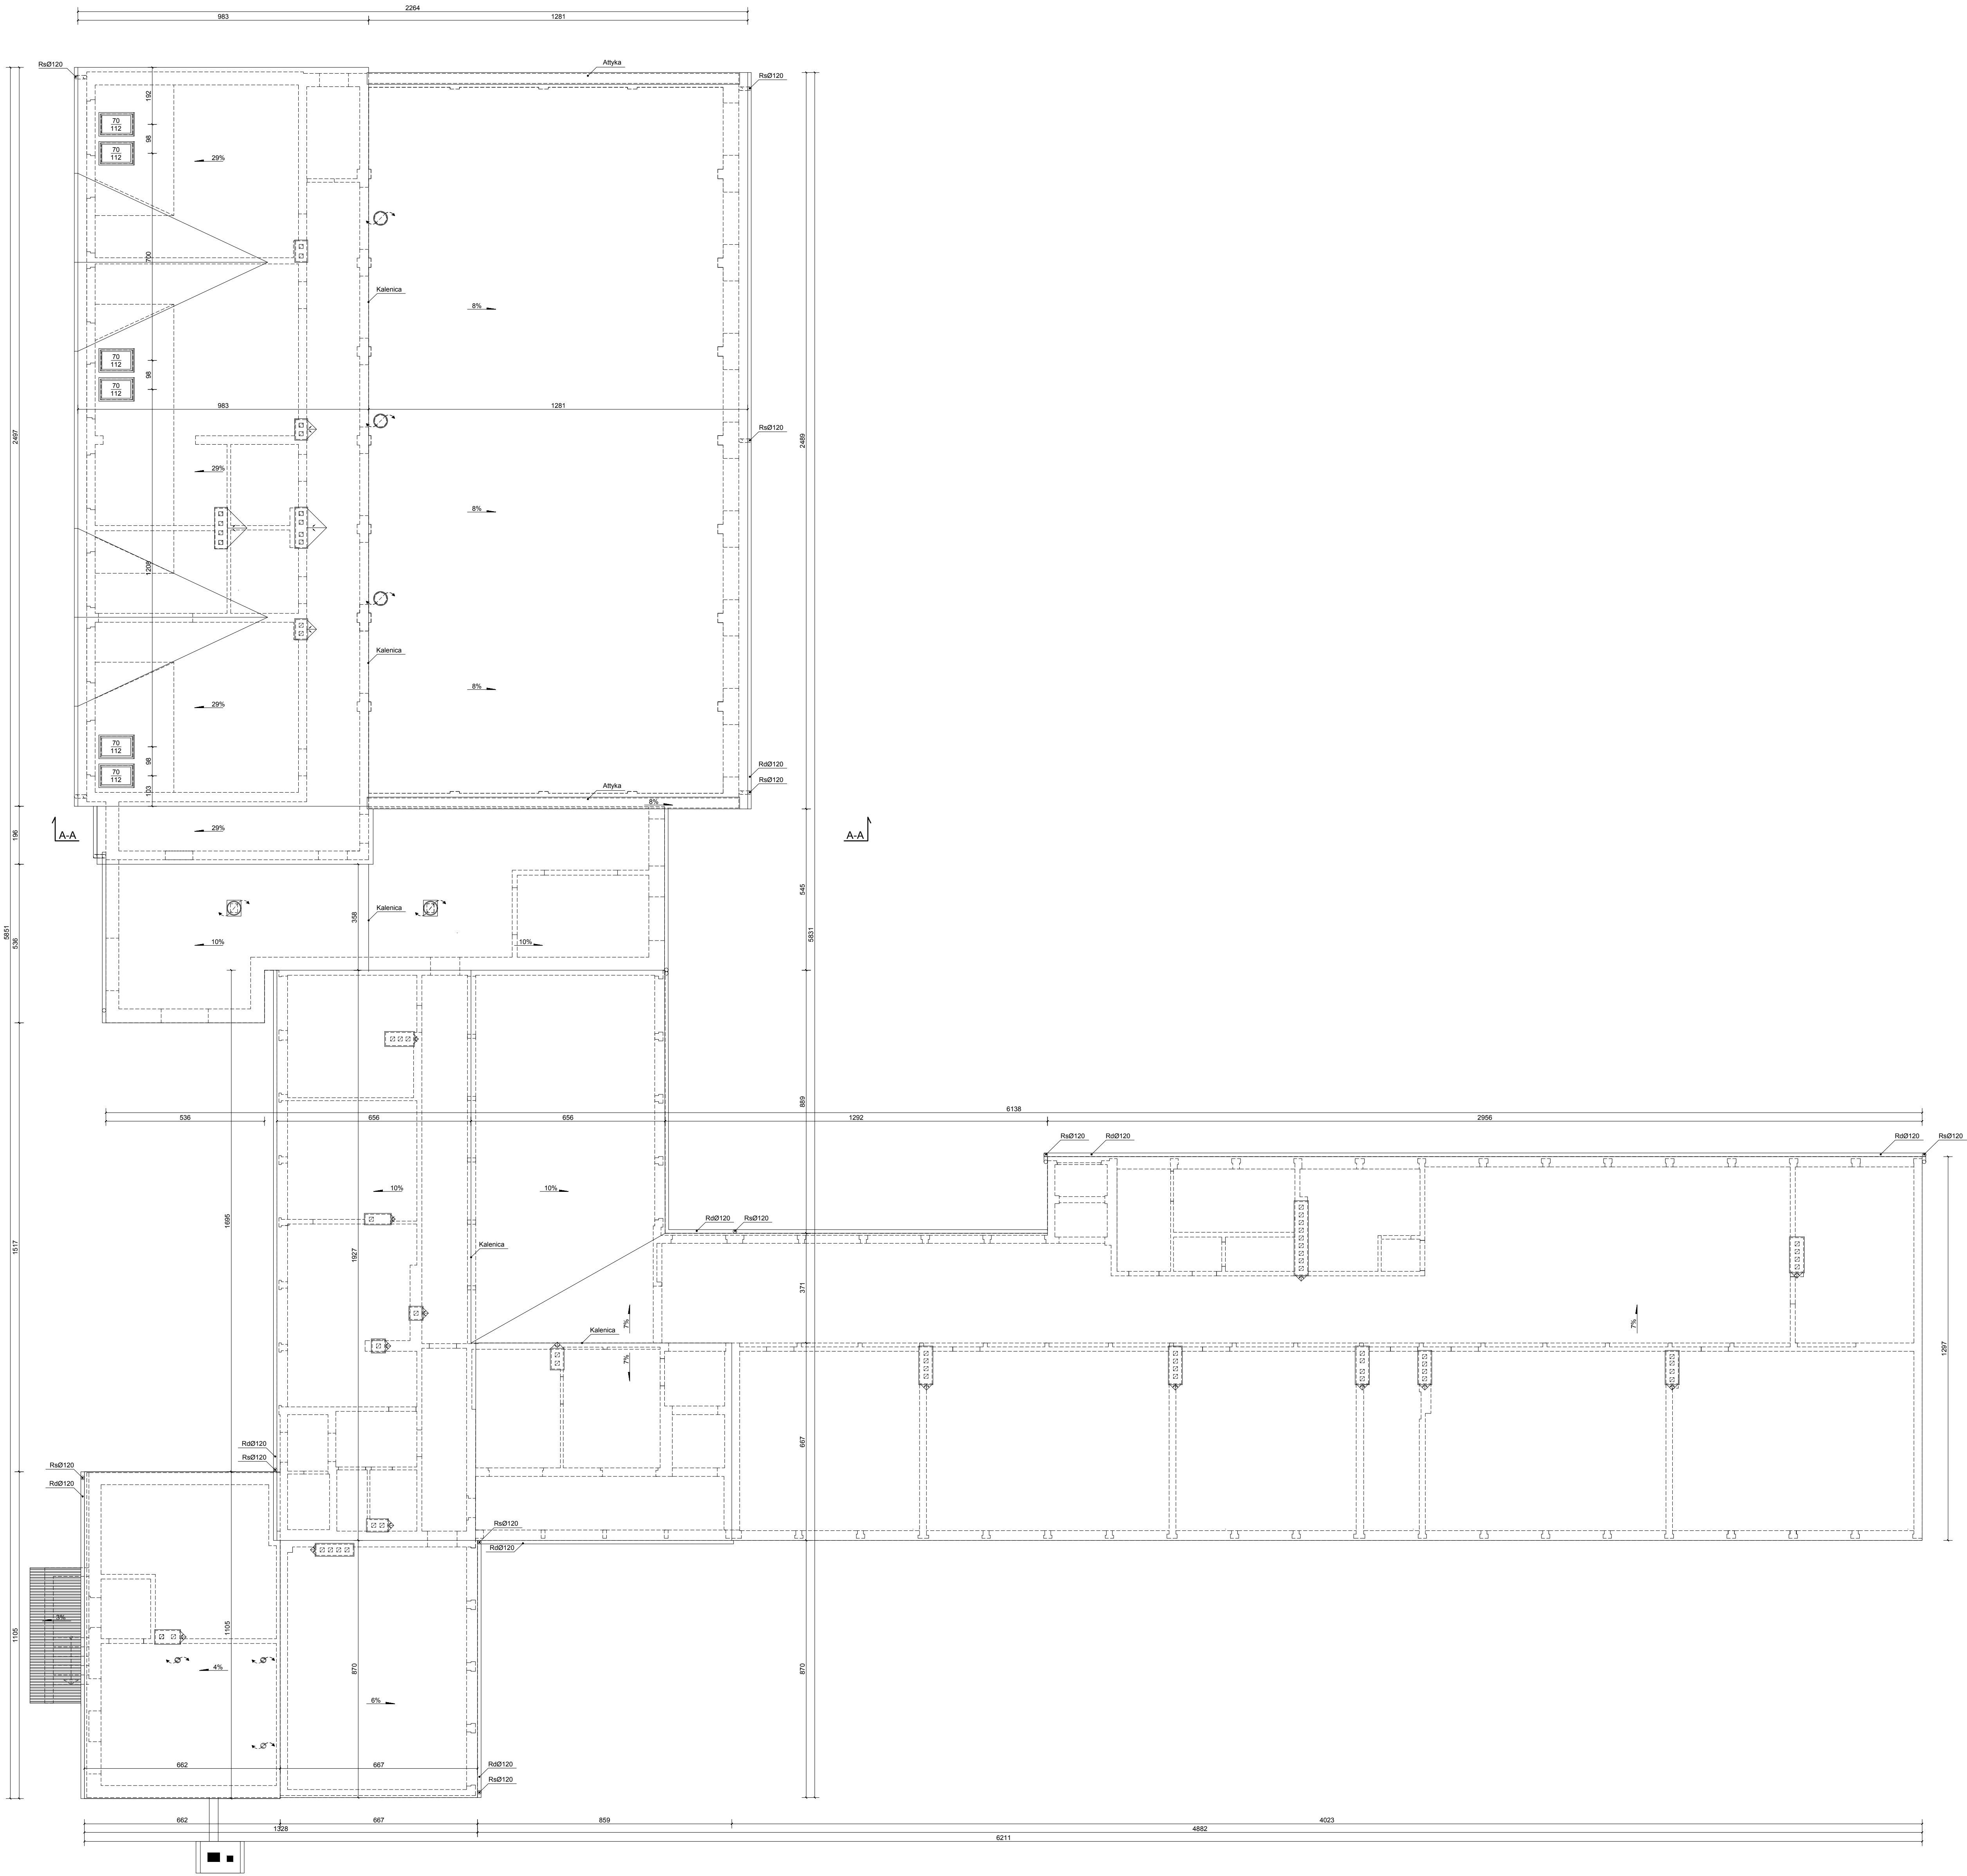 2264
983
1281
RsØ120
Attyka
RsØ120
192
70
112
98
70
112
29%
700
Kalenica
8%
70
112
98
70
112
983
1281
RsØ120
2497
2489
29%
8%
1208
Kalenica
8%
29%
70
112
98
70
112
103
RdØ120
RsØ120
Attyka
8%
A-A
A-A
196
29%
545
358
Kalenica
5851
536
5831
10%
10%
889
6138
536
656
656
1292
2956
RsØ120
RdØ120
RdØ120
RsØ120
10%
10%
1695
RdØ120
RsØ120
1517
1927
Kalenica
371
7%
7%
Kalenica
7%
1297
667
RdØ120
RsØ120
RsØ120
RdØ120
RsØ120
RdØ120
3%
1105
1105
4%
870
870
6%
662
667
RdØ120
RsØ120
662
667
859
4023
1328
4882
6211